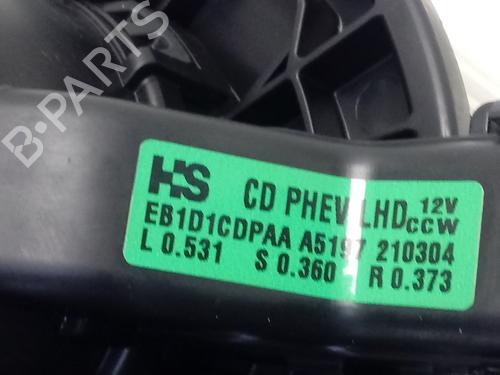 B-PARTS
HS CD PHEV LHD 12V CCW
EB1D1CDPAA A5197 210304
L 0.531 S 0.360 R 0.373